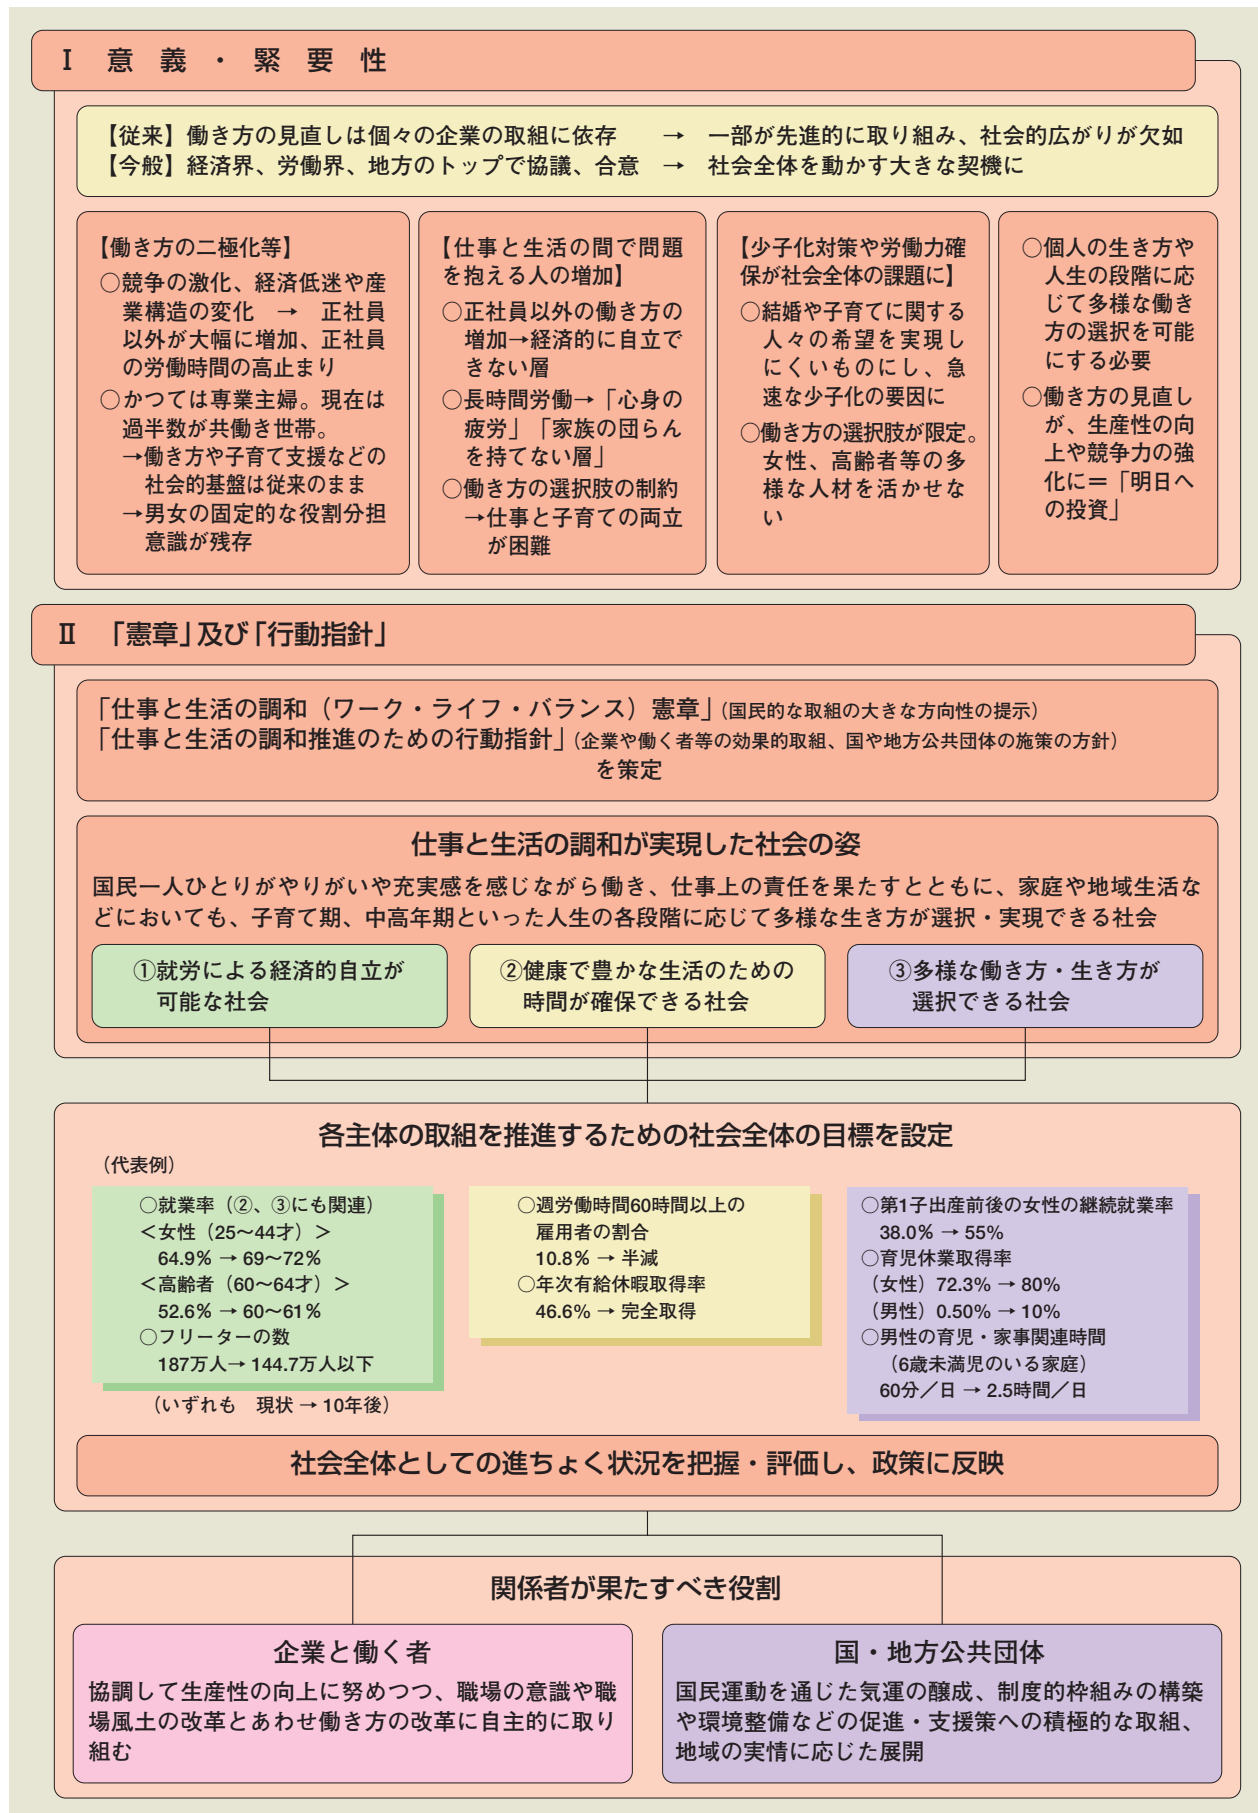 Ⅰ 意義・緊要性
【従来】働き方の見直しは個々の企業の取組に依存 → 一部が先進的に取り組み、社会的広がりが欠如
【今般】経済界、労働界、地方のトップで協議、合意 → 社会全体を動かす大きな契機に
【働き方の二極化等】
○競争の激化、経済低迷や産
業構造の変化 → 正社員
以外が大幅に増加、正社員
の労働時間の高止まり
○かつては専業主婦。現在は
過半数が共働き世帯。
→働き方や子育て支援などの
社会的基盤は従来のまま
→男女の固定的な役割分担
意識が残存
【仕事と生活の間で問題
を抱える人の増加】
○正社員以外の働き方の
増加→経済的に自立で
きない層
○長時間労働→「心身の
疲労」「家族の団らん
を持てない層」
○働き方の選択肢の制約
→仕事と子育ての両立
が困難
【少子化対策や労働力確
保が社会全体の課題に】
○結婚や子育てに関する
人々の希望を実現し
にくいものにし、急
速な少子化の要因に
○働き方の選択肢が限定。
女性、高齢者等の多
様な人材を活かせな
い
○個人の生き方や
人生の段階に応
じて多様な働き
方の選択を可能
にする必要
○働き方の見直し
が、生産性の向
上や競争力の強
化に＝「明日へ
の投資」
Ⅱ 「憲章」及び「行動指針」
「仕事と生活の調和（ワーク・ライフ・バランス）憲章」（国民的な取組の大きな方向性の提示）
「仕事と生活の調和推進のための行動指針」（企業や働く者等の効果的取組、国や地方公共団体の施策の方針）
を策定
仕事と生活の調和が実現した社会の姿
国民一人ひとりがやりがいや充実感を感じながら働き、仕事上の責任を果たすとともに、家庭や地域生活な
どにおいても、子育て期、中高年期といった人生の各段階に応じて多様な生き方が選択・実現できる社会
①就労による経済的自立が
可能な社会
②健康で豊かな生活のための
時間が確保できる社会
③多様な働き方・生き方が
選択できる社会
各主体の取組を推進するための社会全体の目標を設定
（代表例）
○就業率（②、③にも関連）
＜女性（25～44才）＞
64.9% → 69～72%
＜高齢者（60～64才）＞
52.6% → 60～61%
○フリーターの数
187万人→ 144.7万人以下
（いずれも 現状 → 10年後）
○週労働時間60時間以上の
雇用者の割合
10.8% → 半減
○年次有給休暇取得率
46.6% → 完全取得
○第1子出産前後の女性の継続就業率
38.0% → 55%
○育児休業取得率
（女性）72.3% → 80%
（男性）0.50% → 10%
○男性の育児・家事関連時間
（6歳未満児のいる家庭）
60分／日 → 2.5時間／日
社会全体としての進ちょく状況を把握・評価し、政策に反映
関係者が果たすべき役割
企業と働く者
協調して生産性の向上に努めつつ、職場の意識や職
場風土の改革とあわせ働き方の改革に自主的に取り
組む
国・地方公共団体
国民運動を通じた気運の醸成、制度的枠組みの構築
や環境整備などの促進・支援策への積極的な取組、
地域の実情に応じた展開